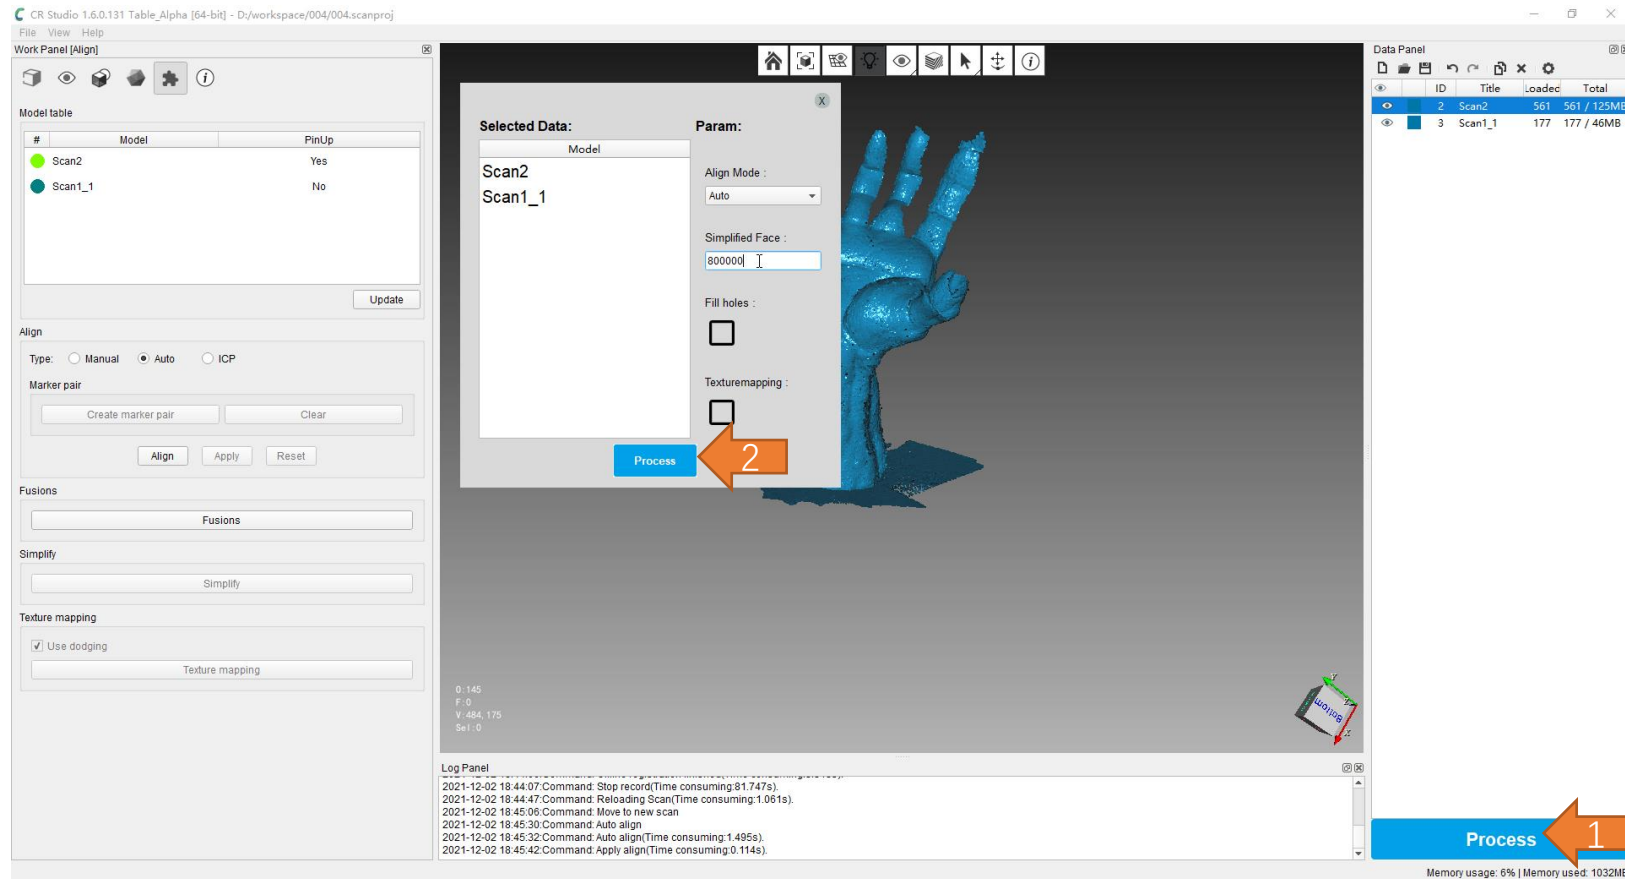 CR Studio 1.6.0.131 Table_Alpha [64-bit] - D:/workspace/004/004.scanproj
File View Help
Work Panel [Align]
Model table
# Model PinUp
Scan2 Yes
Scan1_1 No
Update
Align
Type: Manual Auto ICP
Marker pair
Create marker pair Clear
Align Apply Reset
Fusions
Fusions
Simplify
Simplify
Texture mapping
Use dodging
Texture mapping
Selected Data:
Model
Scan2
Scan1_1
Param:
Align Mode :
Auto
Simplified Face :
800000
Fill holes :
Texturemapping :
Process
2
0:145
F:0
V:484,175
Sel:0
Bottom
Y
Z
X
Log Panel
2021-12-02 18:44:07:Command: Stop record(Time consuming:81.747s).
2021-12-02 18:44:47:Command: Reloading Scan(Time consuming:1.061s).
2021-12-02 18:45:06:Command: Move to new scan
2021-12-02 18:45:30:Command: Auto align
2021-12-02 18:45:32:Command: Auto align(Time consuming:1.495s).
2021-12-02 18:45:42:Command: Apply align(Time consuming:0.114s).
Data Panel
ID Title Loaded Total
2 Scan2 561 561 / 125MB
3 Scan1_1 177 177 / 46MB
Process
1
Memory usage: 6% | Memory used: 1032MB